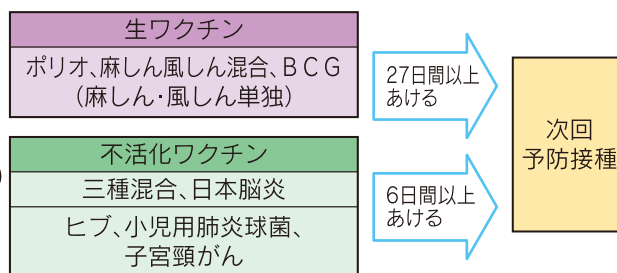 生ワクチン
ポリオ、麻しん風しん混合、BCG
(麻しん・風しん単独)
27日間以上
あける
不活化ワクチン
三種混合、日本脳炎
ヒブ、小児用肺炎球菌、
子宮頸がん
6日間以上
あける
次回
予防接種